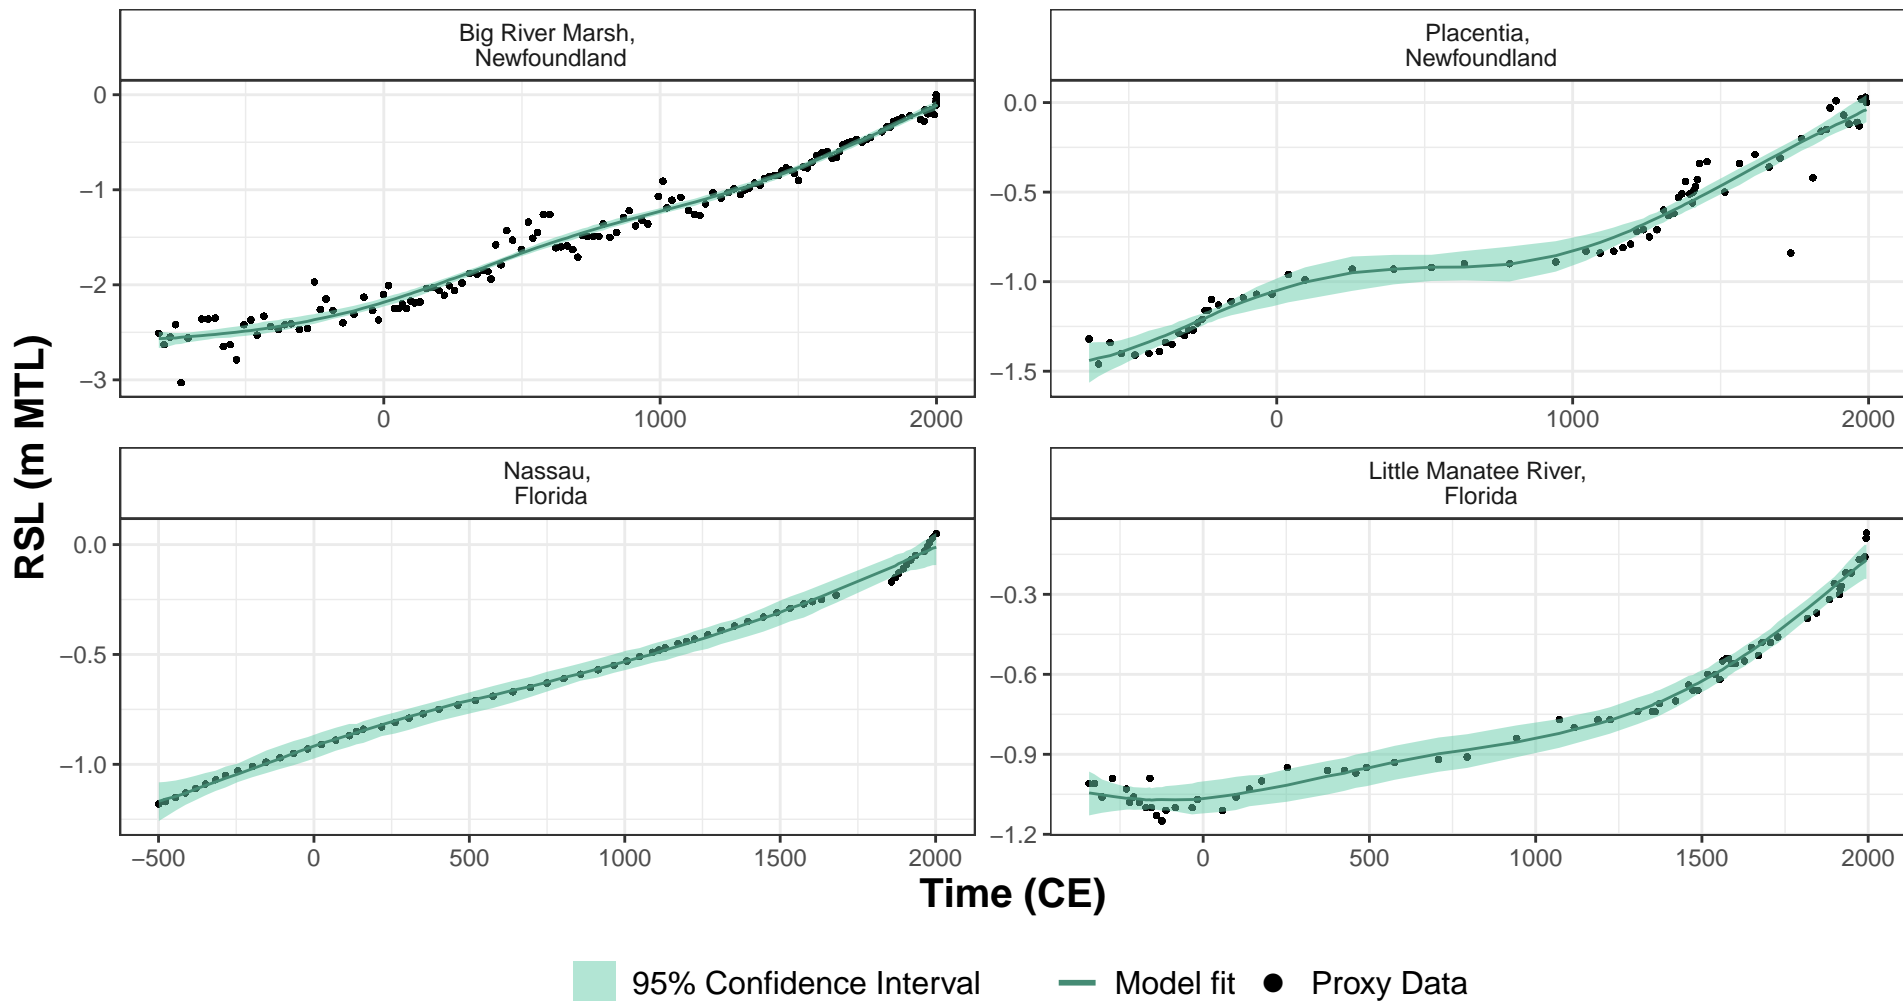 Big River Marsh,
Newfoundland
0
−1
−2
−3
0 1000 2000
Placentia,
Newfoundland
0.0
−0.5
−1.0
−1.5
0 1000 2000
Nassau,
Florida
0.0
−0.5
−1.0
−500 0 500 1000 1500 2000
Little Manatee River,
Florida
−0.3
−0.6
−0.9
−1.2
0 500 1000 1500 2000
RSL (m MTL)
Time (CE)
95% Confidence Interval Model fit Proxy Data